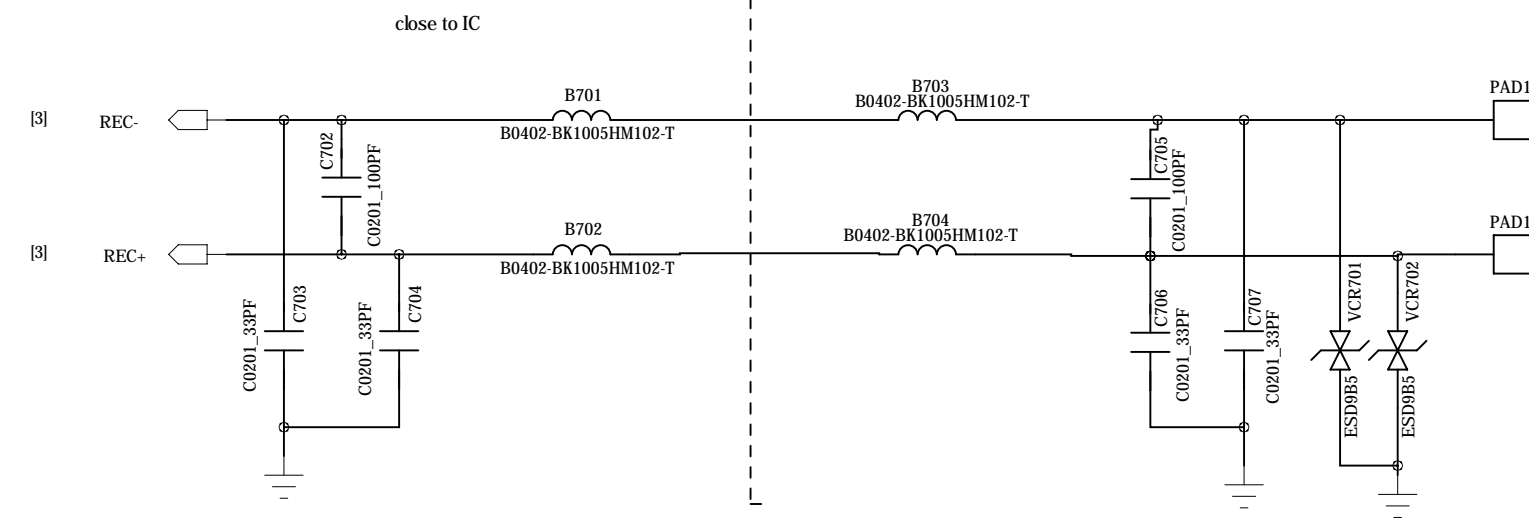 close to IC
B701
B0402-BK1005HM102-T
B703
B0402-BK1005HM102-T
PAD1
[3] REC-
C702
C0201_100PF
C705
C0201_100PF
B702
B0402-BK1005HM102-T
B704
B0402-BK1005HM102-T
PAD1
[3] REC+
C703
C0201_33PF
C704
C0201_33PF
C706
C0201_33PF
C707
C0201_33PF
VCR701
ESD9B5
VCR702
ESD9B5